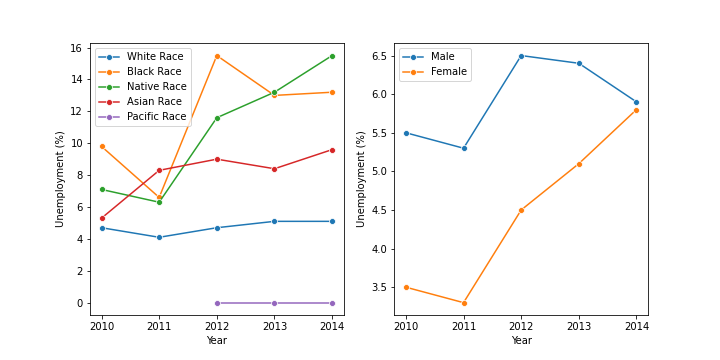 16
14
12
10
8
6
4
2
0
Unemployment (%)
White Race
Black Race
Native Race
Asian Race
Pacific Race
2010 2011 2012 2013 2014
Year
6.5
6.0
5.5
5.0
4.5
4.0
3.5
Unemployment (%)
Male
Female
2010 2011 2012 2013 2014
Year